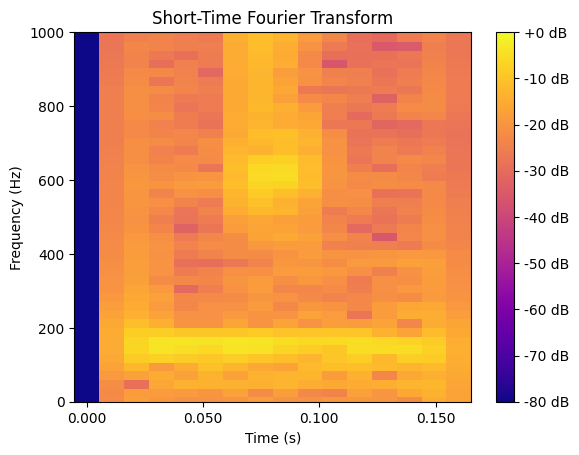 Short-Time Fourier Transform
1000
800
600
400
200
0
Frequency (Hz)
0.000
0.050
0.100
0.150
Time (s)
+0 dB
-10 dB
-20 dB
-30 dB
-40 dB
-50 dB
-60 dB
-70 dB
-80 dB